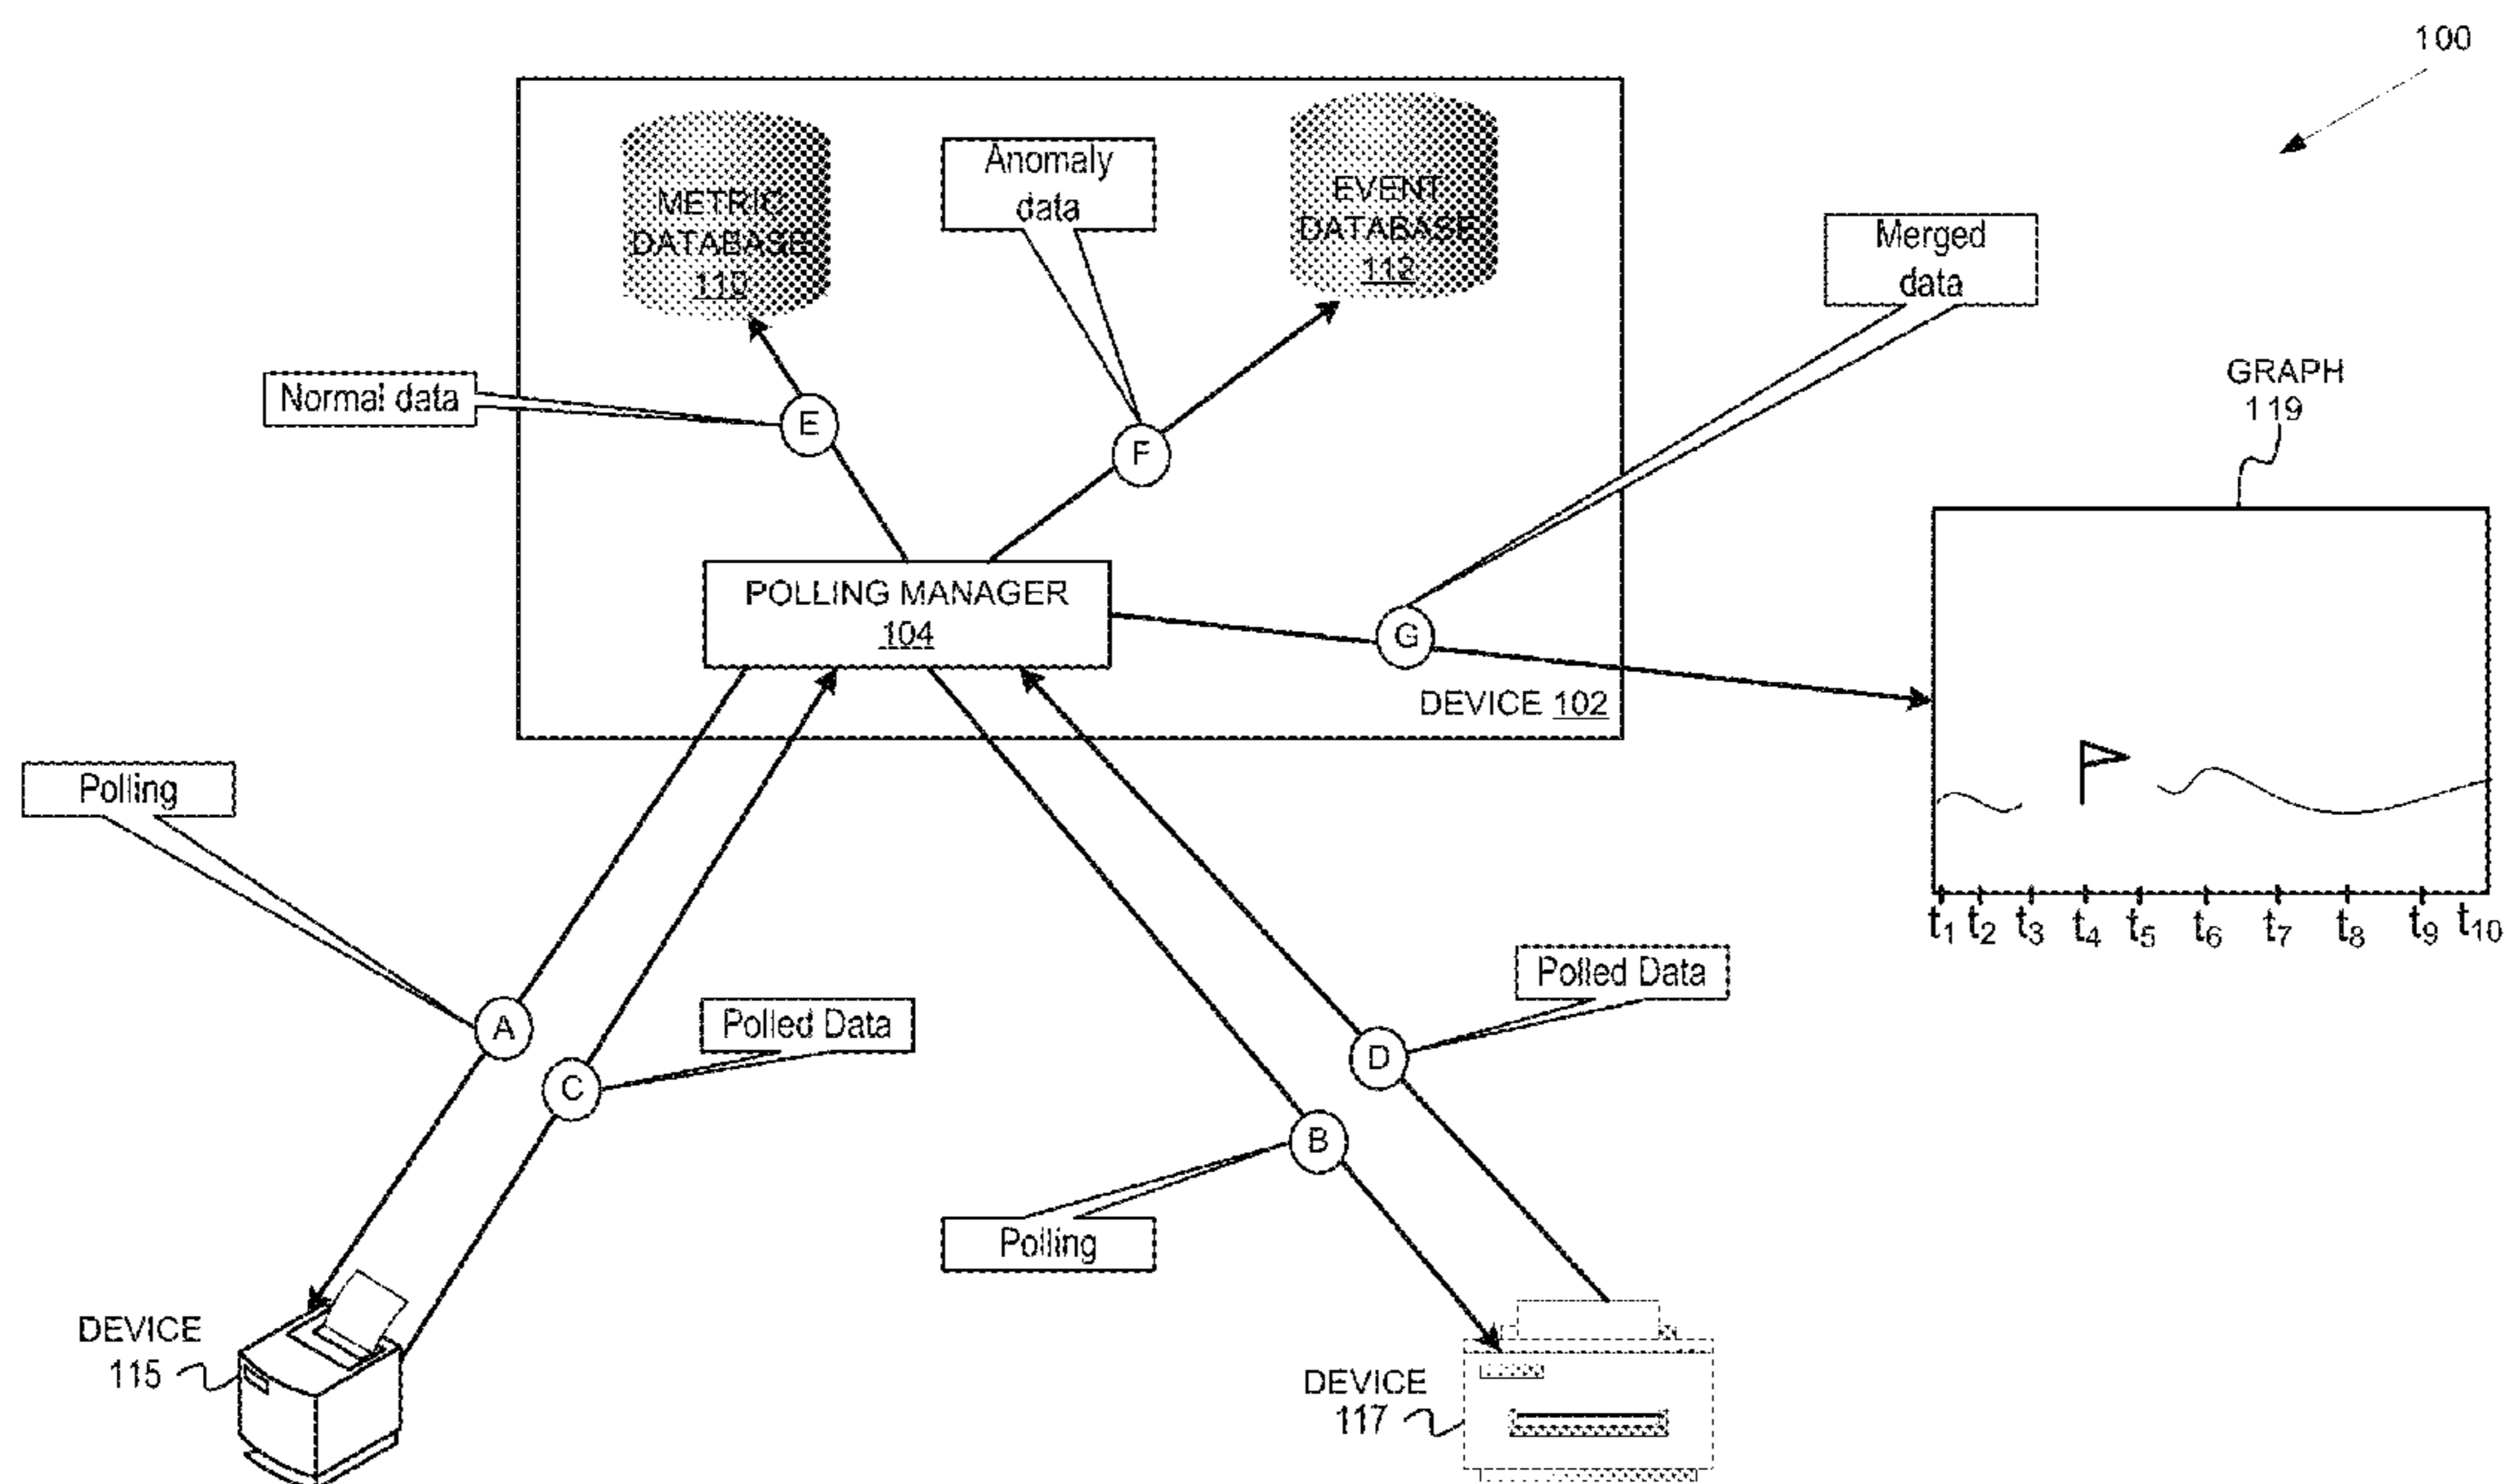 100
Anomaly
data
METRIC
DATABASE
110
EVENT
DATABASE
112
Merged
data
GRAPH
119
Normal data
E
F
POLLING MANAGER
104
G
DEVICE 102
Polling
t1 t2 t3 t4 t5 t6 t7 t8 t9 t10
Polled Data
A
Polled Data
D
C
B
Polling
DEVICE
115
DEVICE
117